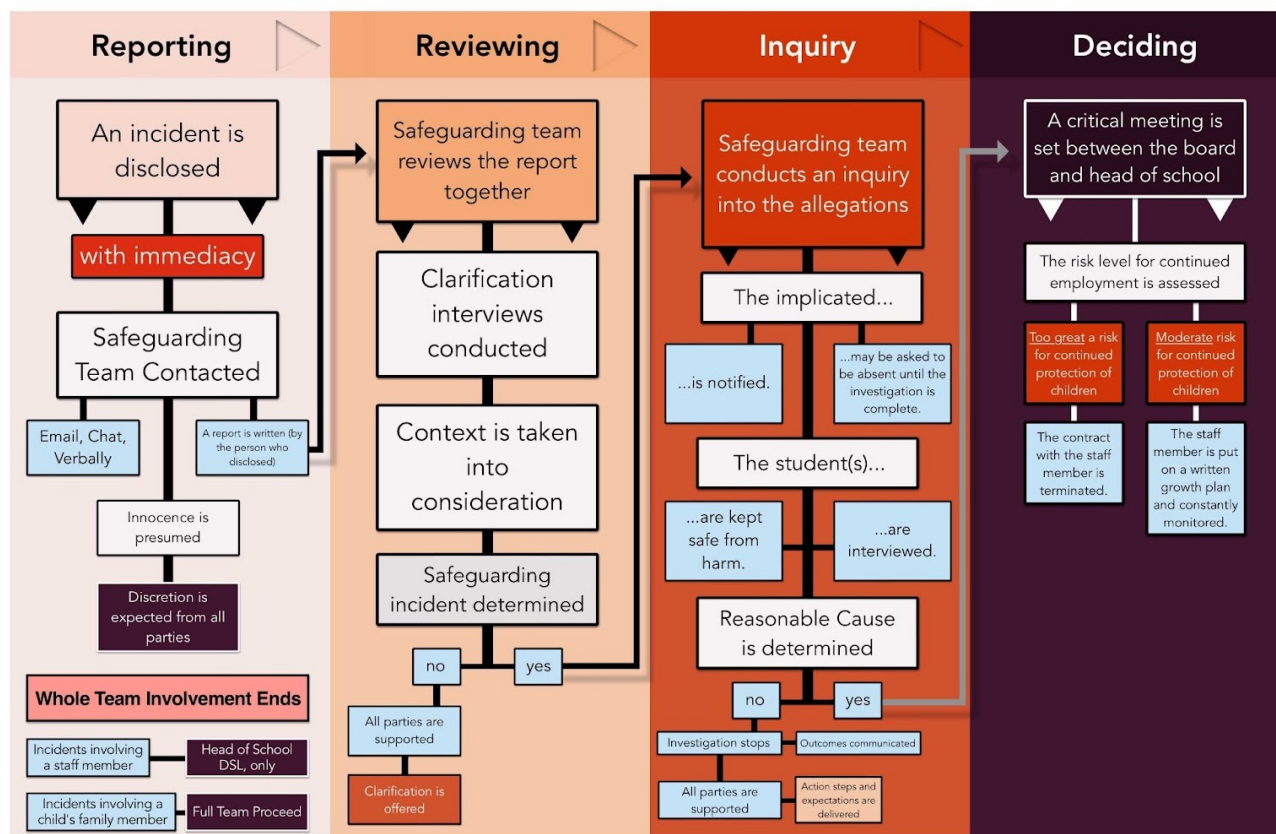 Reporting
An incident is
disclosed
with immediacy
Safeguarding
Team Contacted
Email, Chat,
Verbally
A report is written (by
the person who
disclosed)
Innocence is
presumed
Discretion is
expected from all
parties
Whole Team Involvement Ends
Incidents involving
a staff member
Head of School
DSL, only
Incidents involving a
child's family member
Full Team Proceed
Reviewing
Safeguarding team
reviews the report
together
Clarification
interviews
conducted
Context is taken
into
consideration
Safeguarding
incident determined
no
yes
All parties are
supported
Clarification is
offered
Inquiry
Safeguarding team
conducts an inquiry
into the allegations
The implicated...
...is notified.
...may be asked to
be absent until the
investigation is
complete.
The student(s)...
...are kept
safe from
harm.
...are
interviewed.
Reasonable Cause
is determined
no
yes
Investigation stops
Outcomes communicated
All parties are
supported
Action steps and
expectations are
delivered
Deciding
A critical meeting is
set between the board
and head of school
The risk level for continued
employment is assessed
Too great a risk
for continued
protection of
children
Moderate risk
for continued
protection of
children
The contract
with the staff
member is
terminated.
The staff
member is put
on a written
growth plan
and constantly
monitored.